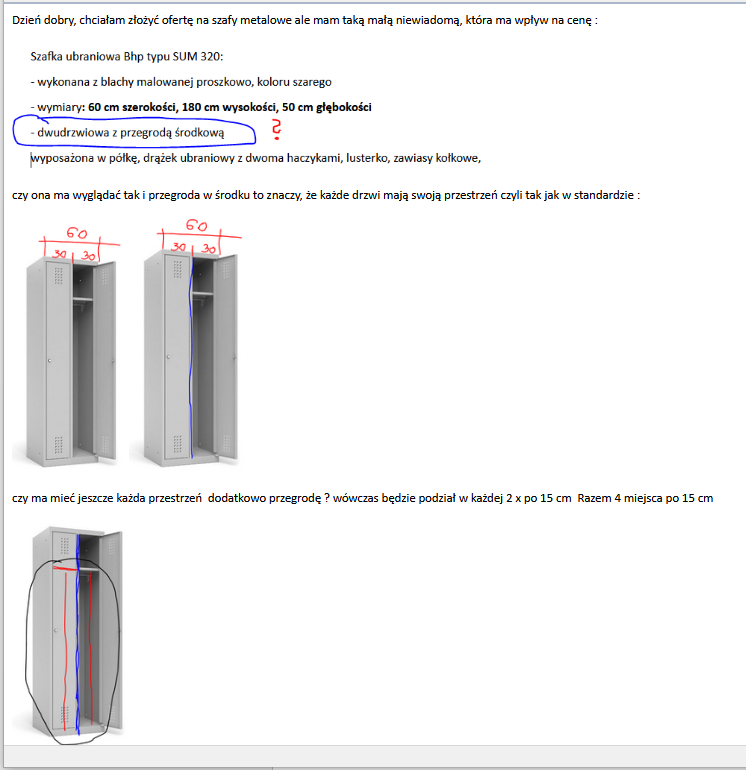 Dzień dobry, chciałam złożyć ofertę na szafy metalowe ale mam taką małą niewiadomą, która ma wpływ na cenę :
Szafka ubraniowa Bhp typu SUM 320:
- wykonana z blachy malowanej proszkowo, koloru szarego
- wymiary: 60 cm szerokości, 180 cm wysokości, 50 cm głębokości
- dwudrzwiowa z przegrodą środkową ?
wyposażona w półkę, drążek ubraniowy z dwoma haczykami, lusterko, zawiasy kołkowe,
czy ona ma wyglądać tak i przegroda w środku to znaczy, że każde drzwi mają swoją przestrzeń czyli tak jak w standardzie :
60 60
30 30 30 30
czy ma mieć jeszcze każda przestrzeń dodatkowo przegrodę ? wówczas będzie podział w każdej 2 x po 15 cm Razem 4 miejsca po 15 cm